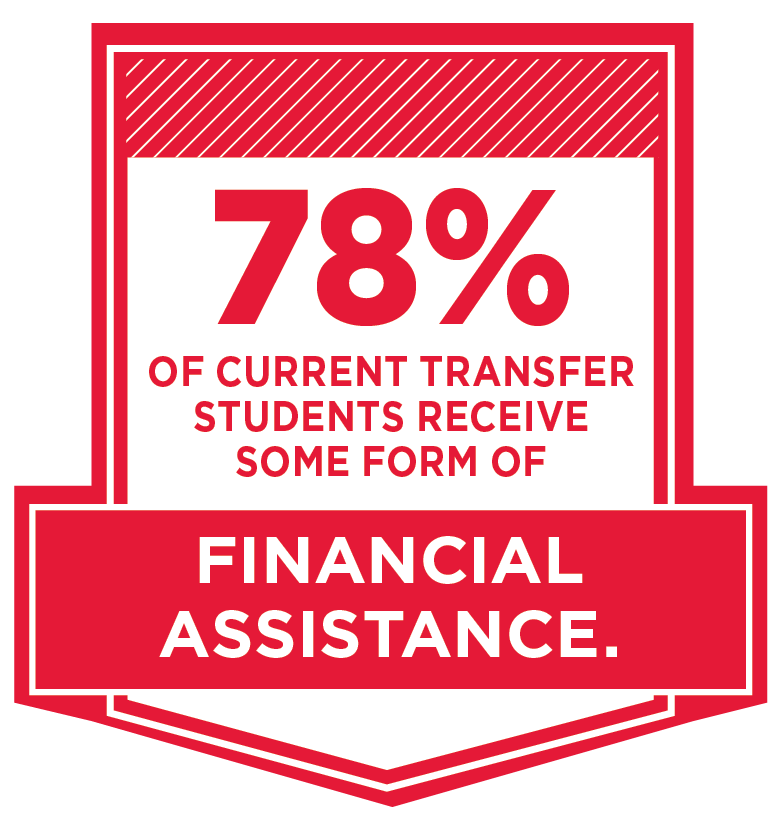 78%
OF CURRENT TRANSFER
STUDENTS RECEIVE
SOME FORM OF
FINANCIAL
ASSISTANCE.